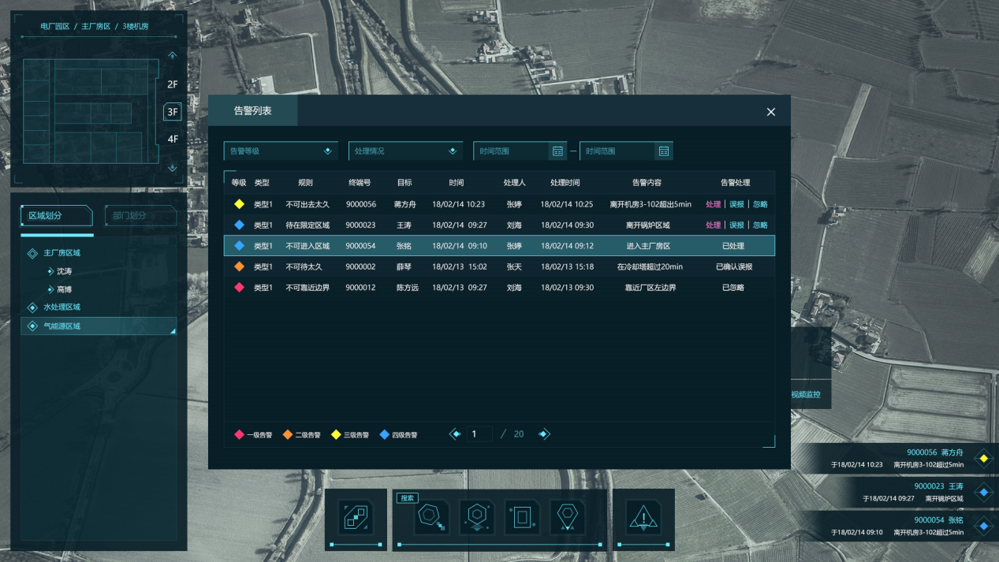 电厂园区 / 主厂房区 / 3楼机房
2F
3F
4F
区域划分 部门划分
主厂房区域
沈涛
高博
水处理区域
气能源区域
告警列表
告警等级 处理情况 时间范围 — 时间范围
等级 类型 规则 终端号 目标 时间 处理人 处理时间 告警内容 告警处理
类型1 不可出去太久 9000056 蒋方舟 18/02/14 10:23 张婷 18/02/14 10:25 离开机房3-102超出5min 处理 | 误报 | 忽略
类型1 待在限定区域 9000023 王涛 18/02/14 09:27 刘海 18/02/14 09:30 离开锅炉区域 处理 | 误报 | 忽略
类型1 不可进入区域 9000054 张铭 18/02/14 09:10 张婷 18/02/14 09:12 进入主厂房区 已处理
类型1 不可待太久 9000002 薛琴 18/02/13 15:02 张天 18/02/13 15:18 在冷却塔超过20min 已确认误报
类型1 不可靠近边界 9000012 陈方远 18/02/13 09:27 刘海 18/02/13 09:30 靠近厂区左边界 已忽略
一级告警 二级告警 三级告警 四级告警 1 / 20
视频监控
9000056 蒋方舟
于18/02/14 10:23 离开机房3-102超过5min
9000023 王涛
于18/02/14 09:27 离开锅炉区域
9000054 张铭
于18/02/14 09:10 离开机房3-102超过5min
搜索